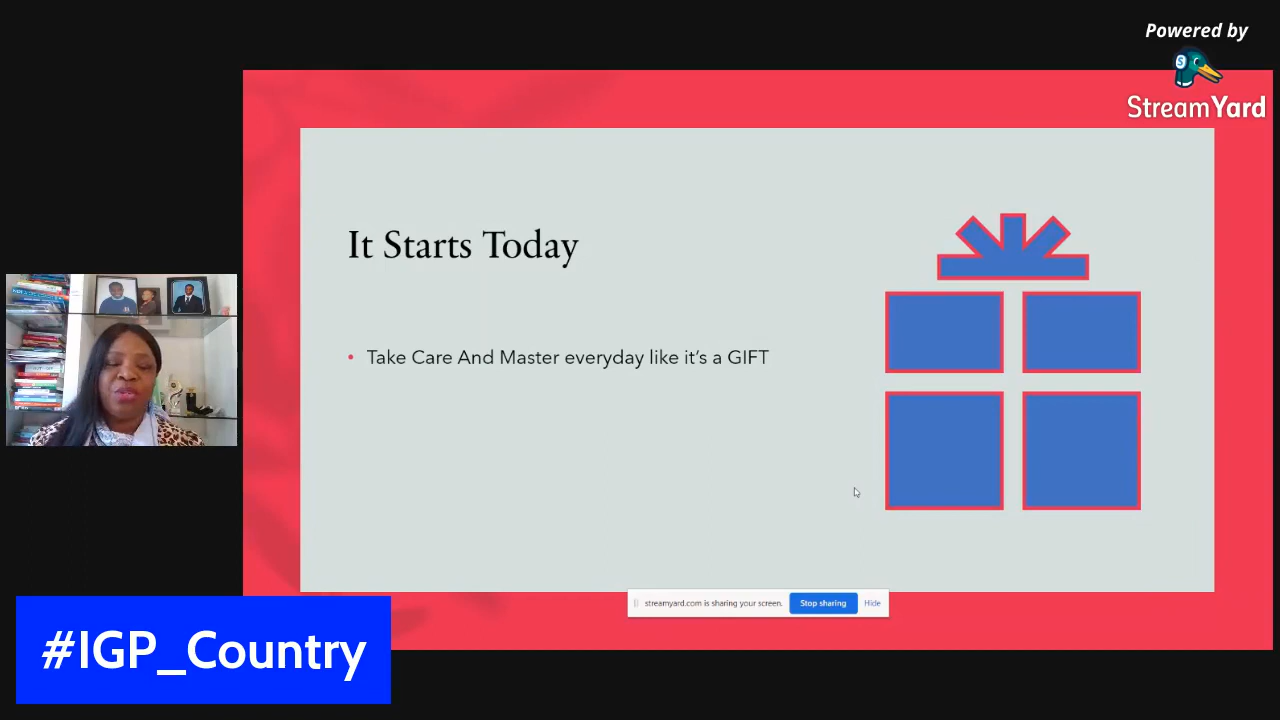 Powered by
StreamYard
It Starts Today
• Take Care And Master everyday like it's a GIFT
streamyard.com is sharing your screen.
Stop sharing
Hide
#IGP_Country